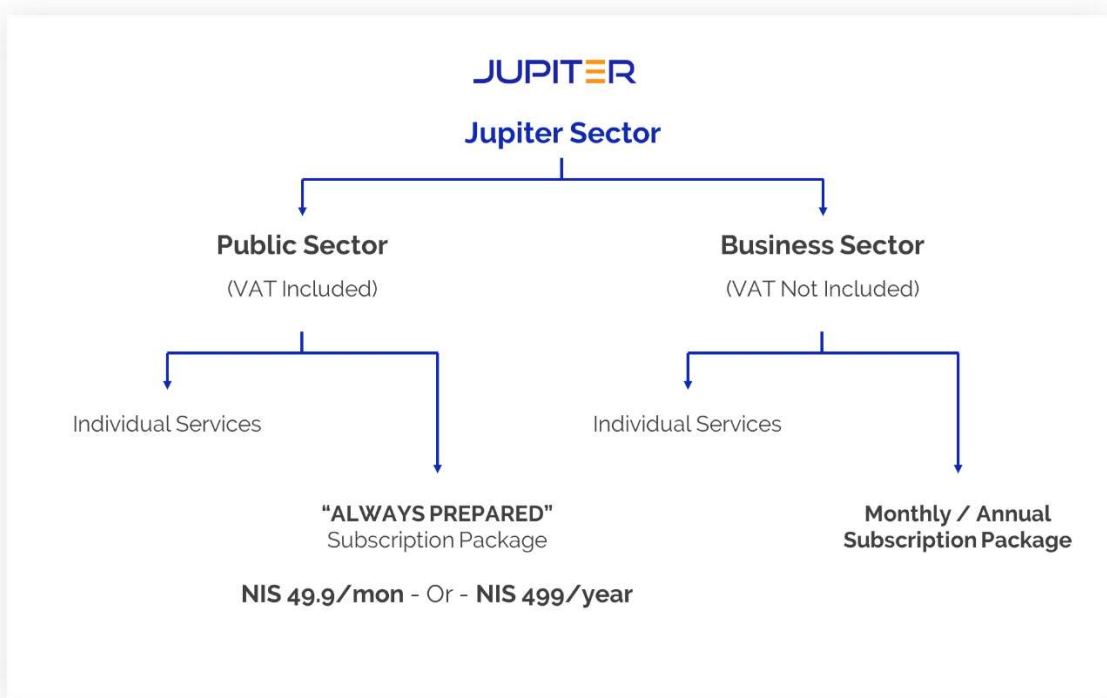 JUPITER
Jupiter Sector
Public Sector
(VAT Included)
Business Sector
(VAT Not Included)
Individual Services
"ALWAYS PREPARED"
Subscription Package
NIS 49.9/mon - Or - NIS 499/year
Individual Services
Monthly / Annual
Subscription Package